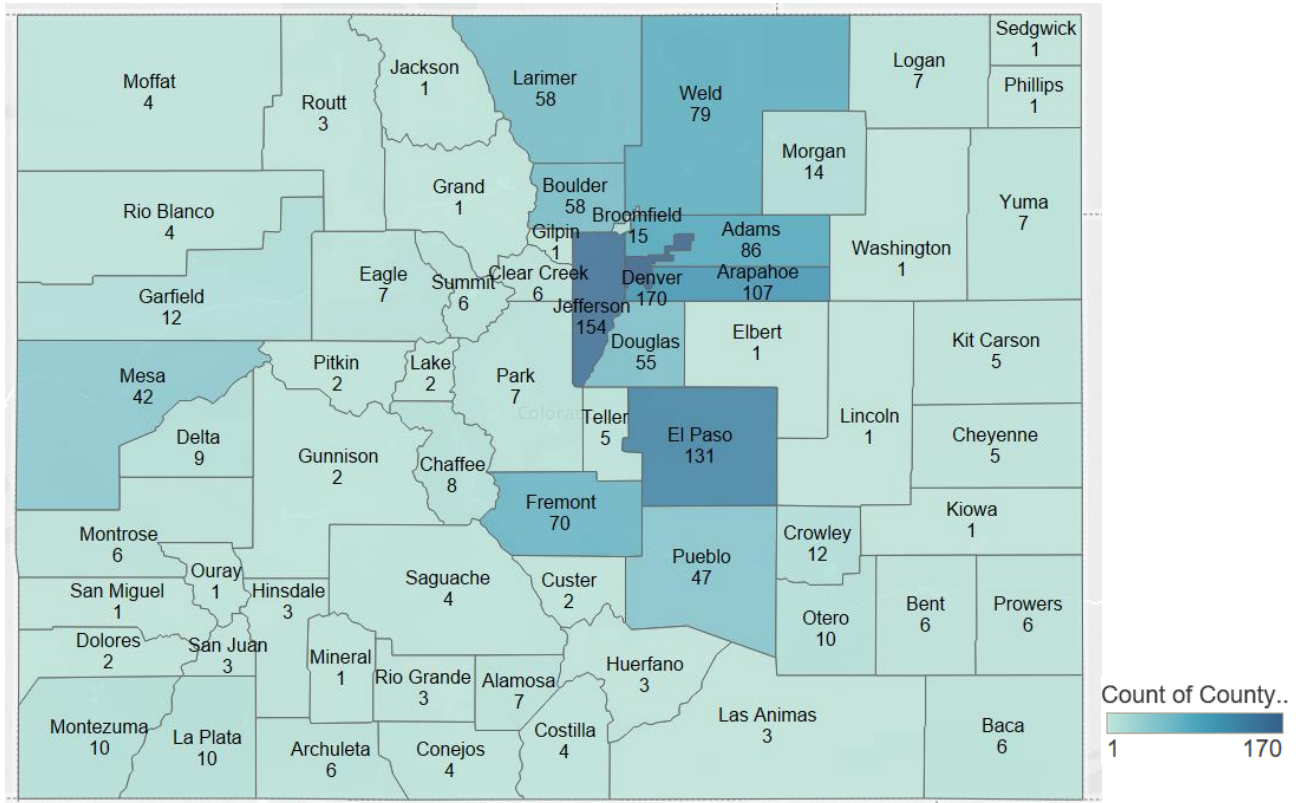 Sedgwick
1
Logan
7
Jackson
1
Larimer
58
Moffat
4
Weld
79
Phillips
1
Routt
3
Morgan
14
Grand
1
Boulder
58
Yuma
7
Rio Blanco
4
Broomfield
15
Gilpin
1
Adams
86
Washington
1
Eagle
7
Summit
6
Clear Creek
6
Denver
170
Arapahoe
107
Garfield
12
Jefferson
154
Elbert
1
Kit Carson
5
Douglas
55
Mesa
42
Pitkin
2
Lake
2
Park
7
Colorad
Teller
5
Lincoln
1
Delta
9
El Paso
131
Cheyenne
5
Gunnison
2
Chaffee
8
Fremont
70
Kiowa
1
Montrose
6
Crowley
12
Pueblo
47
Ouray
1
Saguache
4
Custer
2
San Miguel
1
Hinsdale
3
Otero
10
Bent
6
Prowers
6
Dolores
2
San Juan
3
Mineral
1
Rio Grande
3
Alamosa
7
Huerfano
3
Count of County..
1
170
Montezuma
10
La Plata
10
Archuleta
6
Conejos
4
Costilla
4
Las Animas
3
Baca
6